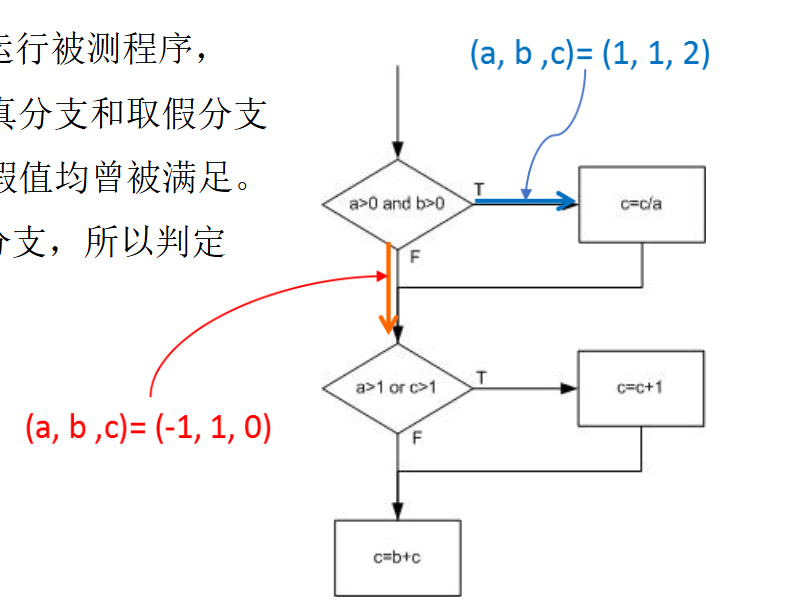 运行被测程序，
真分支和取假分支
假值均曾被满足。
分支，所以判定
(a, b ,c)= (1, 1, 2)
a>0 and b>0
T
c=c/a
F
a>1 or c>1
T
c=c+1
F
(a, b ,c)= (-1, 1, 0)
c=b+c